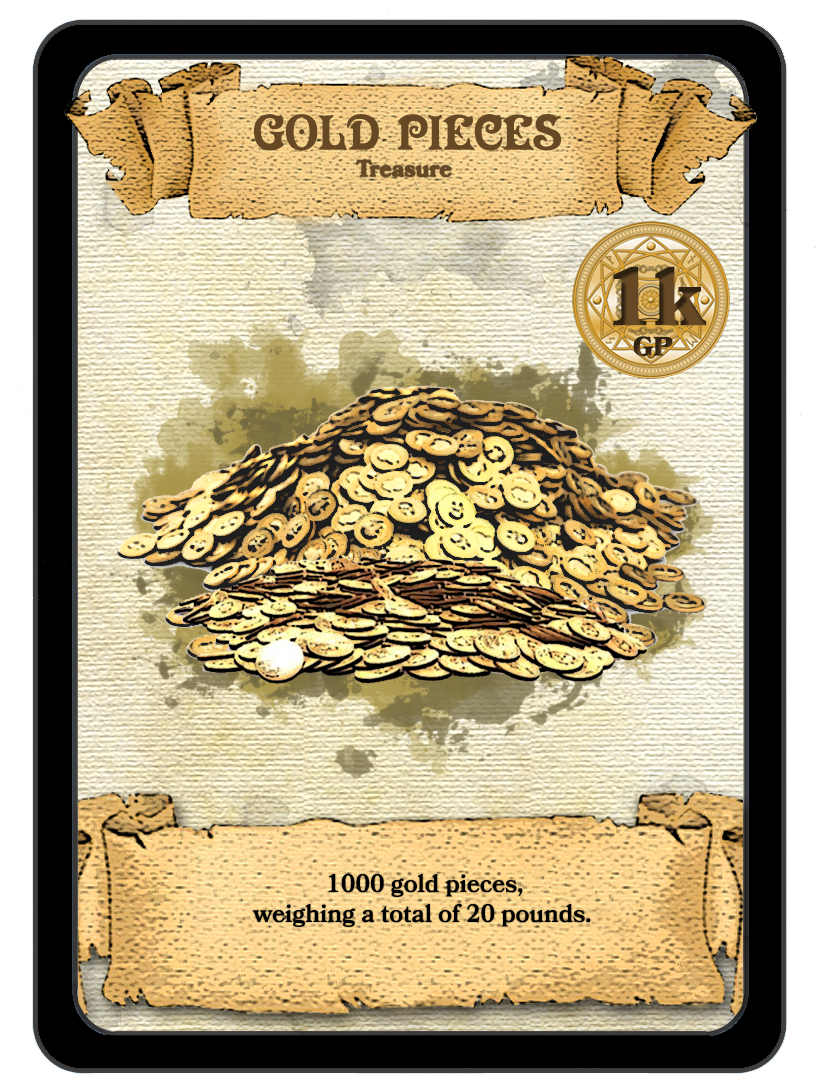 GOLD PIECES
Treasure
1k
GP
1000 gold pieces,
weighing a total of 20 pounds.